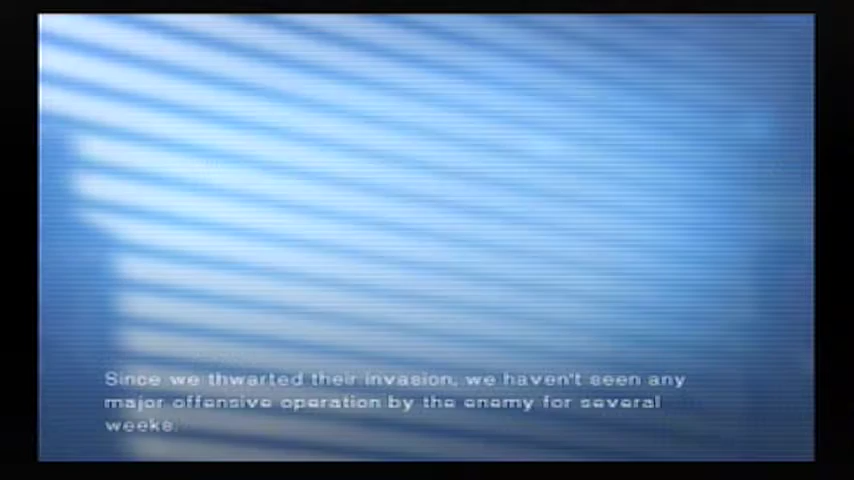 Since we thwarted their invasion, we haven't seen any
major offensive operation by the enemy for several
weeks.